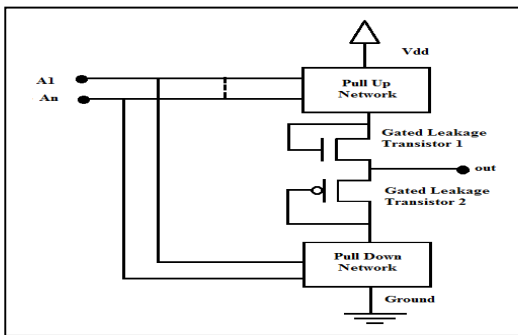 Vdd
A1
An
Pull Up
Network
Gated Leakage
Transistor 1
out
Gated Leakage
Transistor 2
Pull Down
Network
Ground